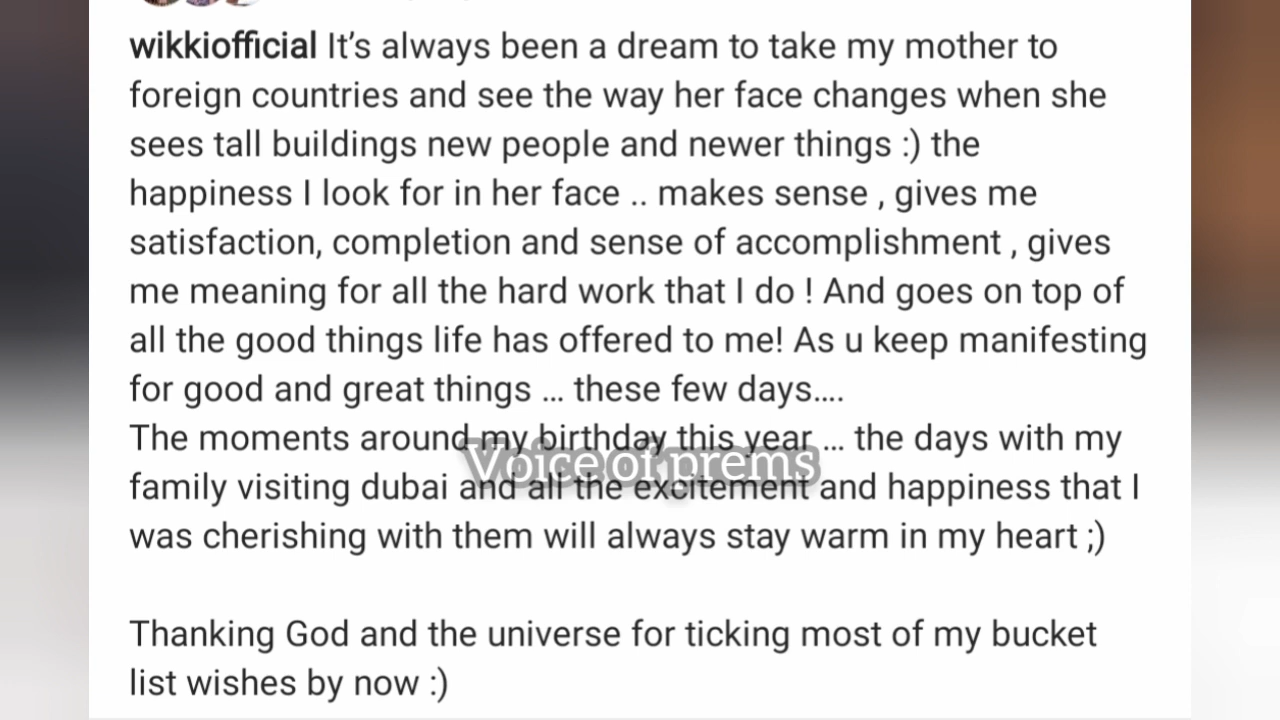 wikkiofficial It's always been a dream to take my mother to
foreign countries and see the way her face changes when she
sees tall buildings new people and newer things :) the
happiness I look for in her face .. makes sense , gives me
satisfaction, completion and sense of accomplishment , gives
me meaning for all the hard work that I do ! And goes on top of
all the good things life has offered to me! As u keep manifesting
for good and great things ... these few days....
The moments around my birthday this year ... the days with my
Voice of prems
family visiting dubai and all the excitement and happiness that I
was cherishing with them will always stay warm in my heart ;)
Thanking God and the universe for ticking most of my bucket
list wishes by now :)